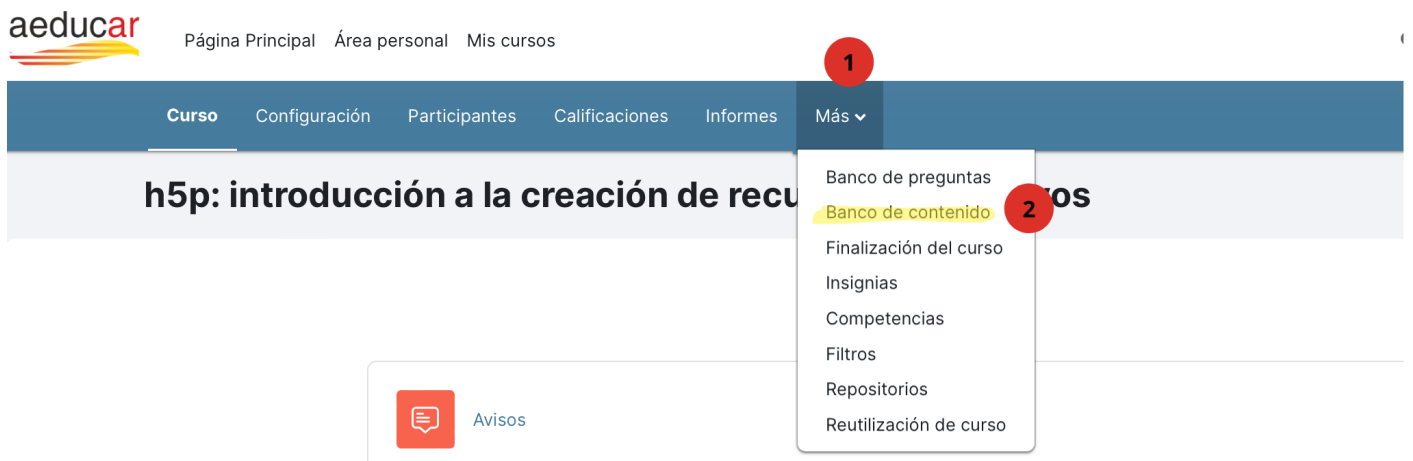 aeducar
Página Principal Área personal Mis cursos
1
Curso Configuración Participantes Calificaciones Informes Más
h5p: introducción a la creación de recu os
Banco de preguntas
Banco de contenido 2
Finalización del curso
Insignias
Competencias
Filtros
Repositorios
Reutilización de curso
Avisos